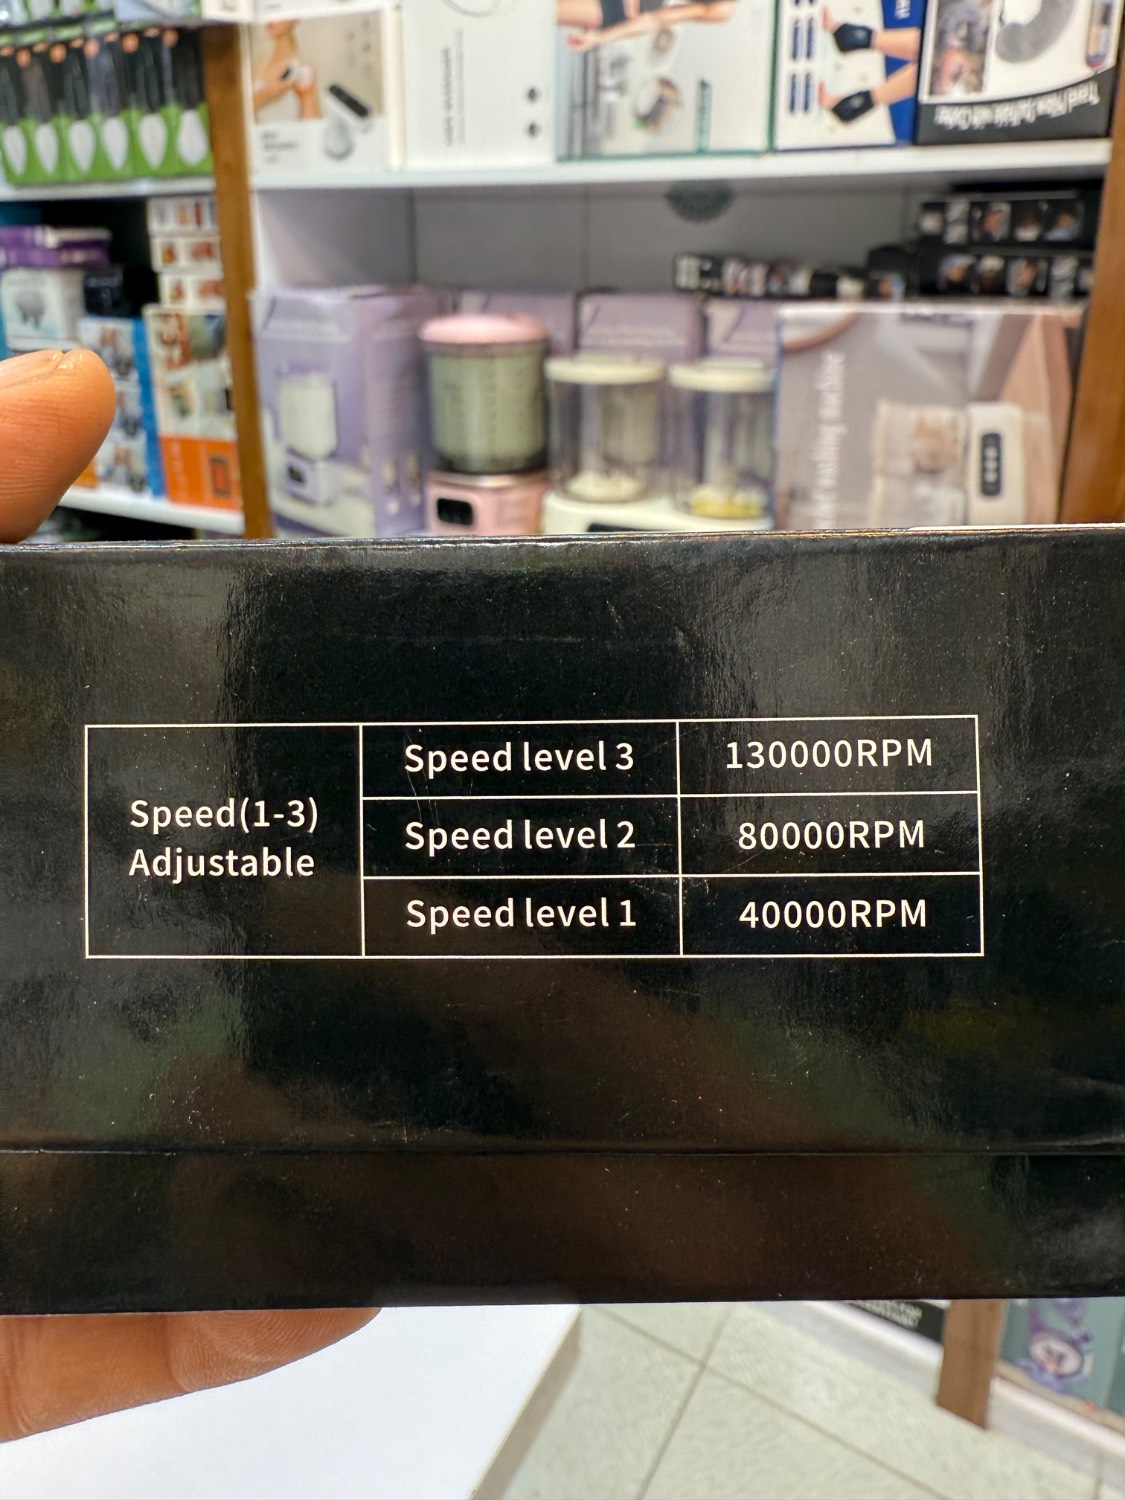 Speed(1-3)
Adjustable
Speed level 3
130000RPM
Speed level 2
80000RPM
Speed level 1
40000RPM